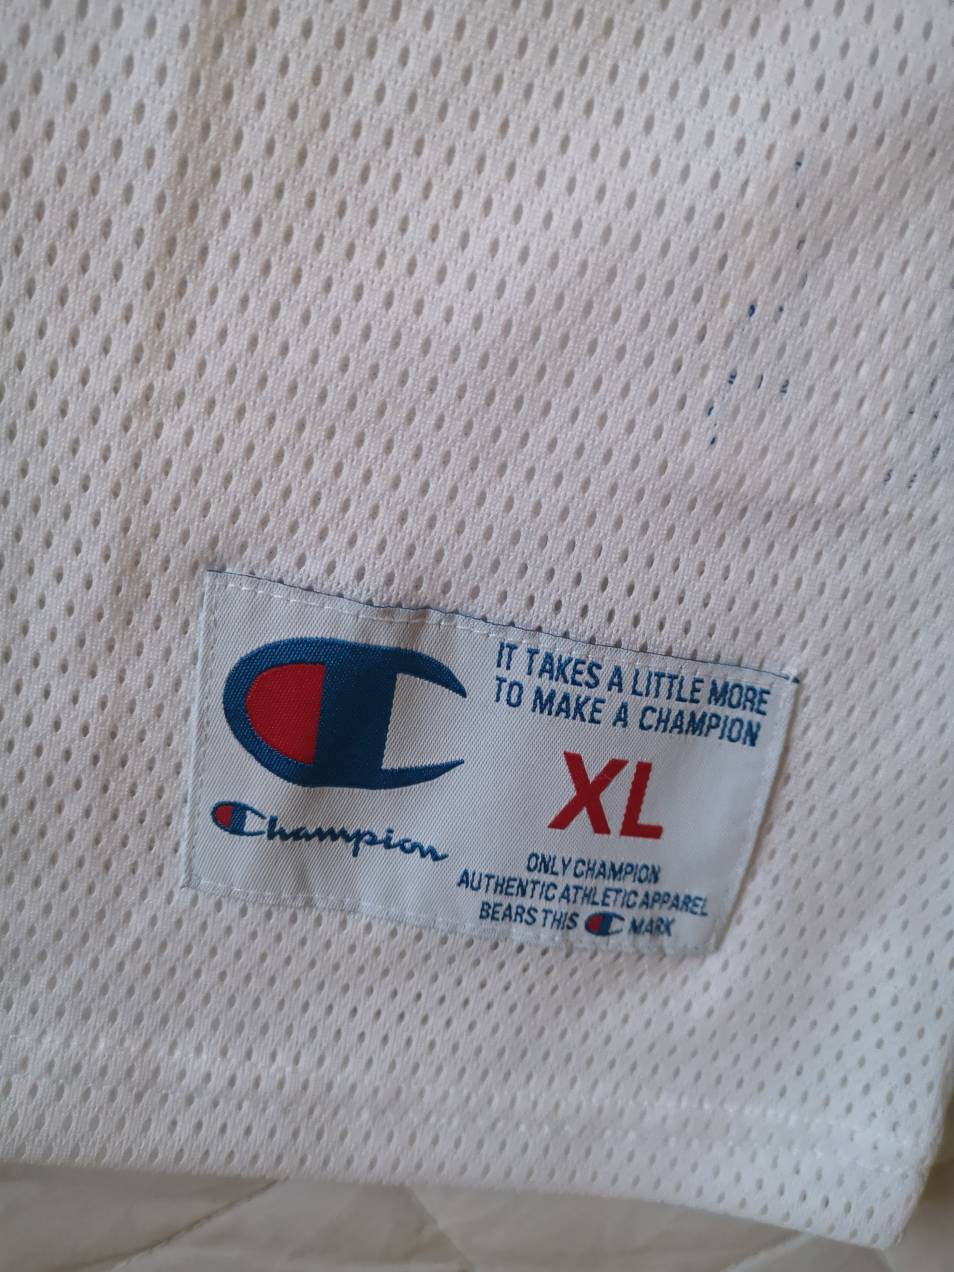 IT TAKES A LITTLE MORE
TO MAKE A CHAMPION
XL
Champion
ONLY CHAMPION
AUTHENTIC ATHLETIC APPAREL
BEARS THIS C MARK